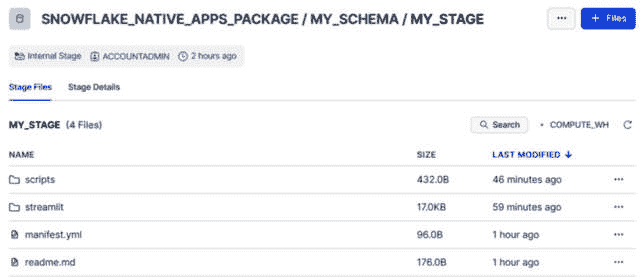 SNOWFLAKE_NATIVE_APPS_PACKAGE / MY_SCHEMA / MY_STAGE
... + Files
Internal Stage ACCOUNTADMIN 2 hours ago
Stage Files Stage Details
MY_STAGE (4 Files) Search • COMPUTE_WH
NAME SIZE LAST MODIFIED ↓
scripts 432.0B 46 minutes ago ...
streamlit 17.0KB 59 minutes ago ...
manifest.yml 96.0B 1 hour ago ...
readme.md 176.0B 1 hour ago ...